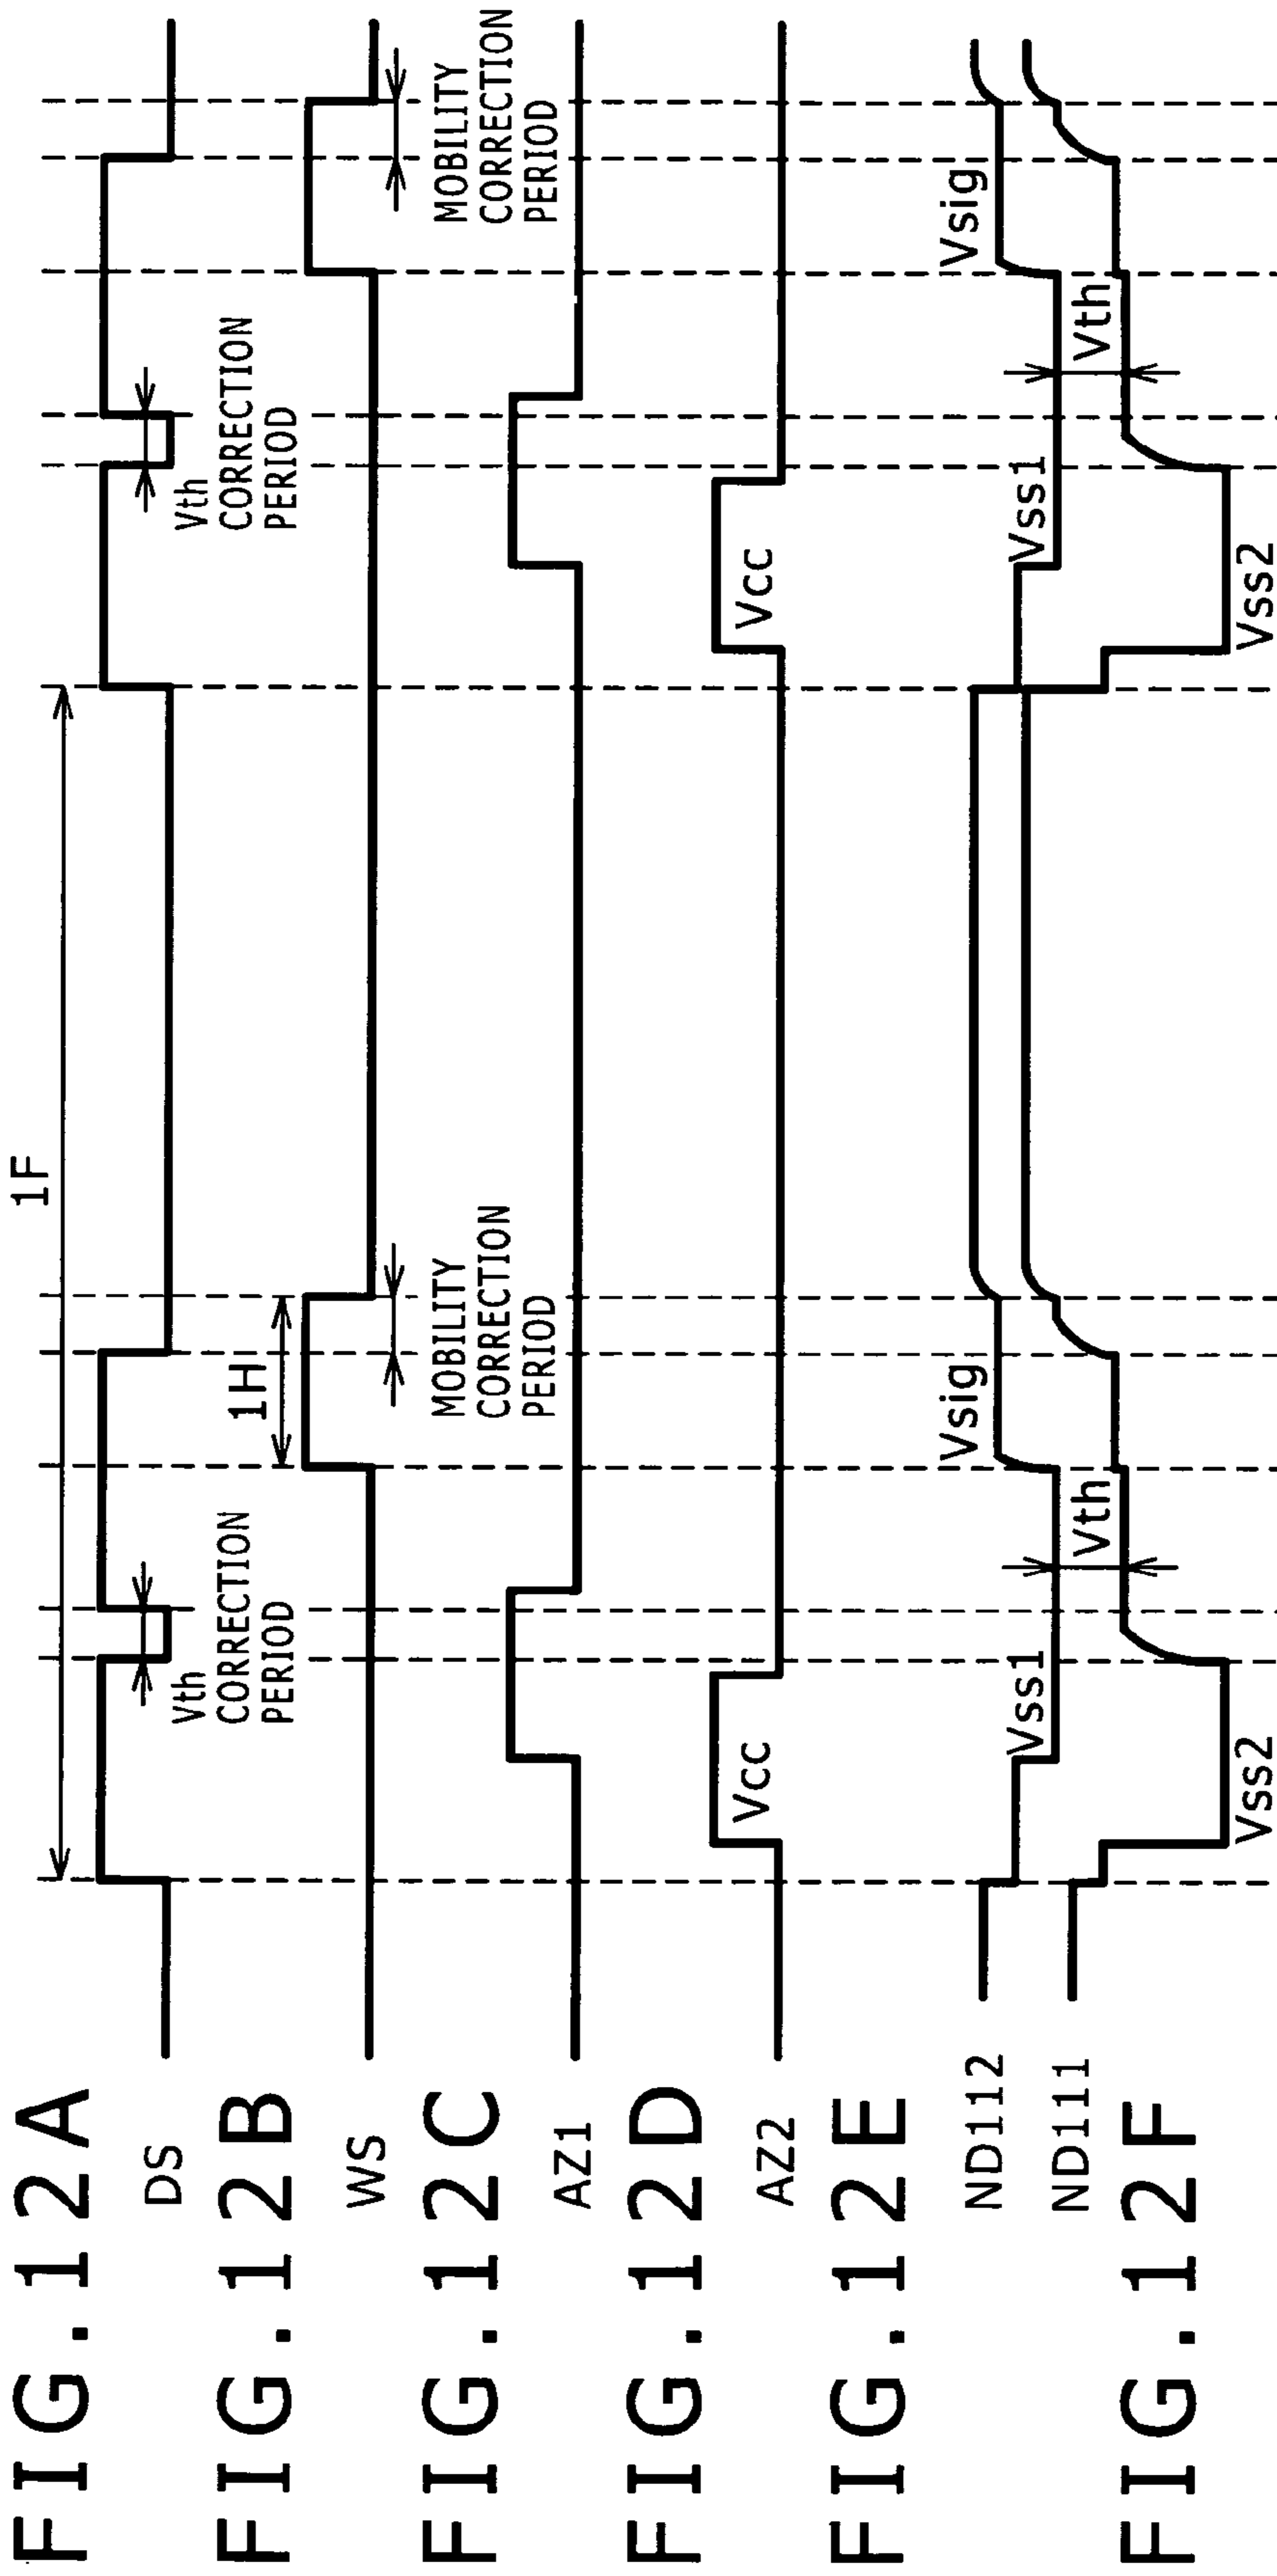 FIG.12A
DS
1F
Vth
CORRECTION
PERIOD
Vth
CORRECTION
PERIOD
FIG.12B
WS
1H
MOBILITY
CORRECTION
PERIOD
MOBILITY
CORRECTION
PERIOD
FIG.12C
AZ1
FIG.12D
AZ2
Vcc
Vcc
FIG.12E
ND112
Vss1
Vsig
Vss1
Vsig
ND111
Vth
Vth
FIG.12F
Vss2
Vss2